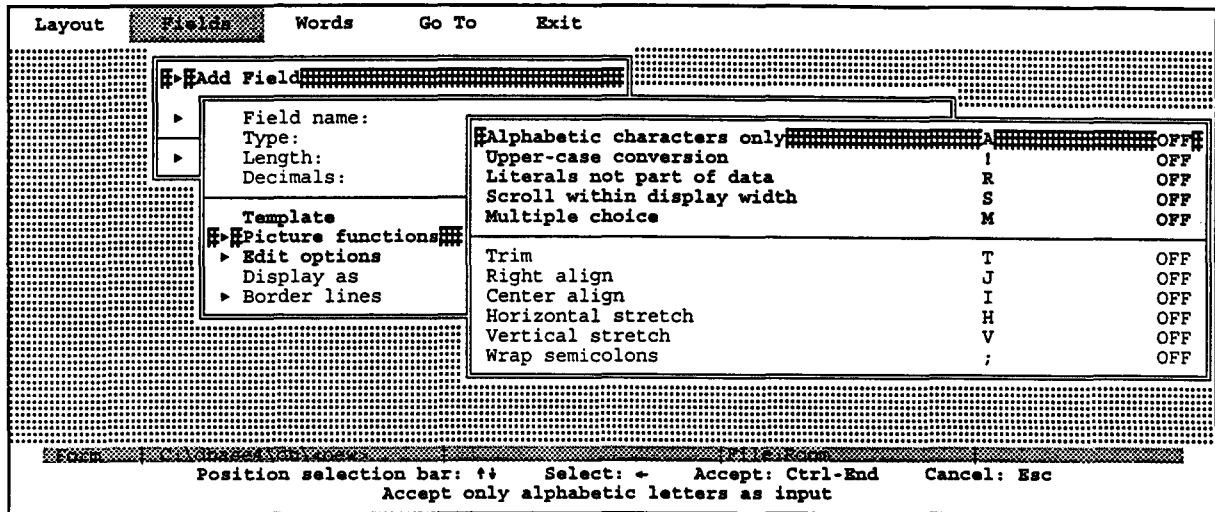 Layout Fields Words Go To Exit
Add Field
Field name:
Type:
Length:
Decimals:
Template
Picture functions
Edit options
Display as
Border lines
Alphabetic characters only A OFF
Upper-case conversion ! OFF
Literals not part of data R OFF
Scroll within display width S OFF
Multiple choice M OFF
Trim T OFF
Right align J OFF
Center align I OFF
Horizontal stretch H OFF
Vertical stretch V OFF
Wrap semicolons ; OFF
Form File:Room
Position selection bar: ↑↓ Select: ← Accept: Ctrl-End Cancel: Esc
Accept only alphabetic letters as input